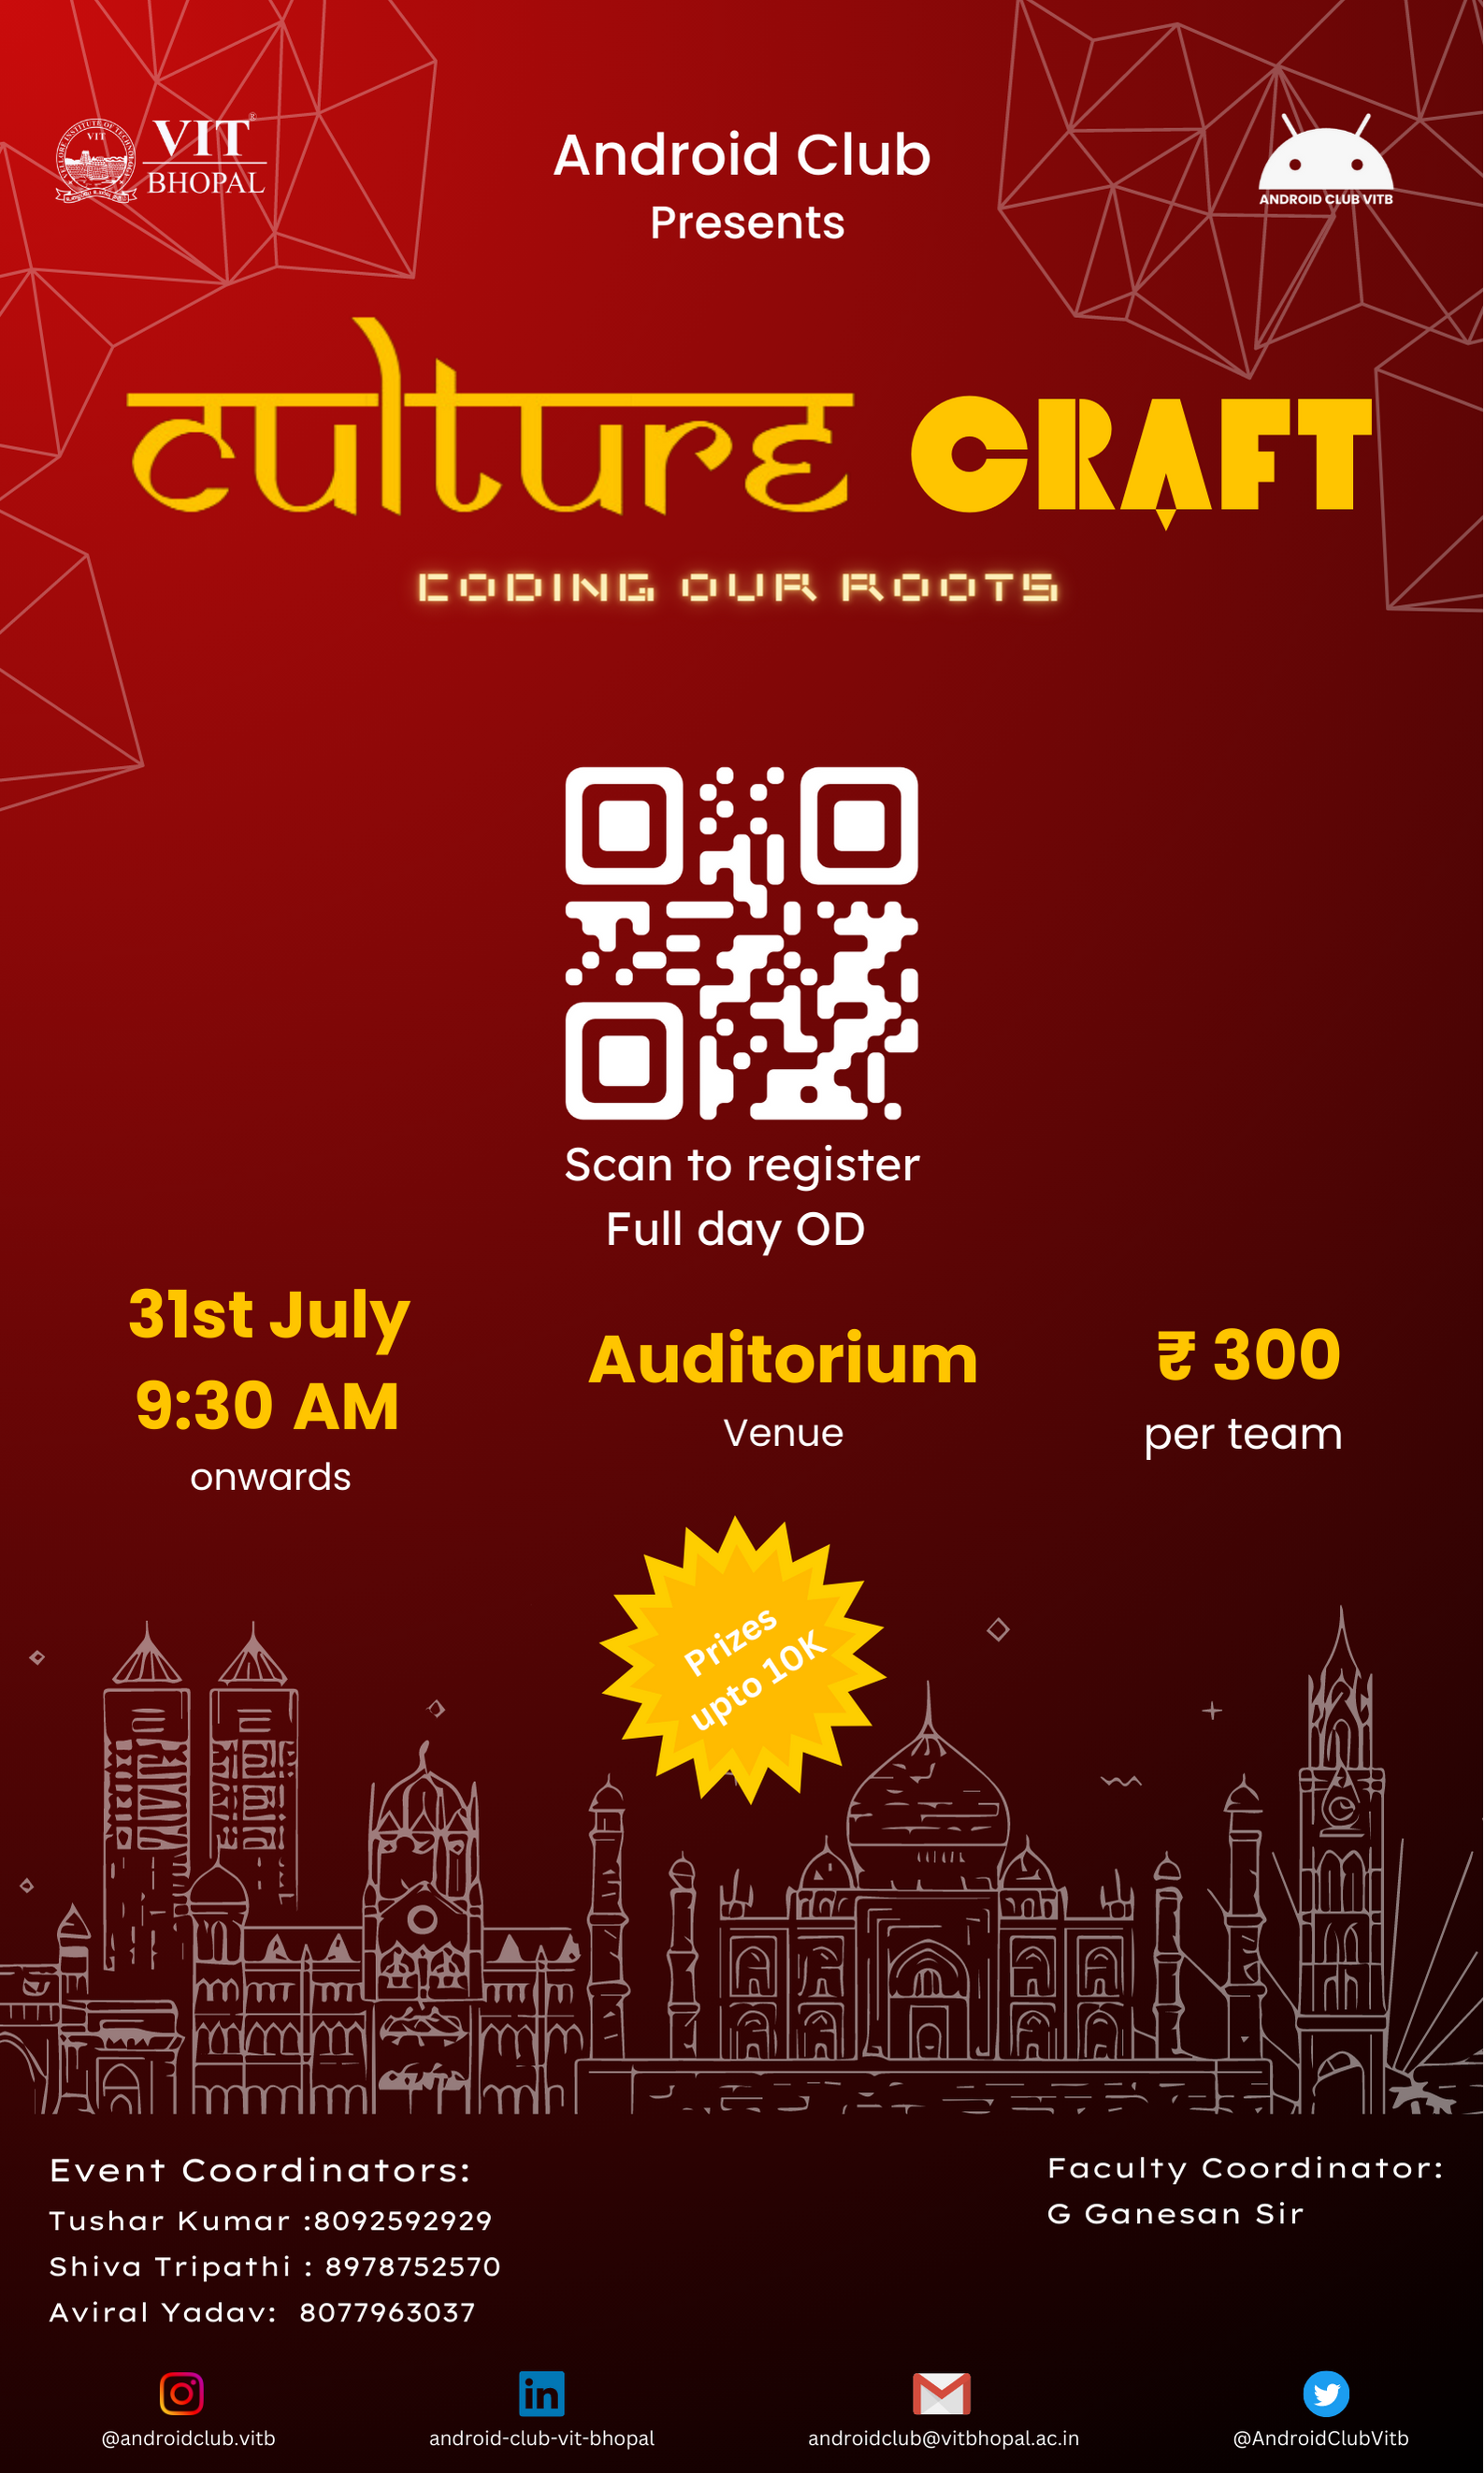 VIT
BHOPAL
ANDROID CLUB VITB
Android Club
Presents
culture CRAFT
CODING OUR ROOTS
Scan to register
Full day OD
31st July
9:30 AM
onwards
Auditorium
Venue
₹ 300
per team
Prizes
upto 10K
Event Coordinators:
Tushar Kumar :8092592929
Shiva Tripathi : 8978752570
Aviral Yadav: 8077963037
Faculty Coordinator:
G Ganesan Sir
@androidclub.vitb
android-club-vit-bhopal
androidclub@vitbhopal.ac.in
@AndroidClubVitb